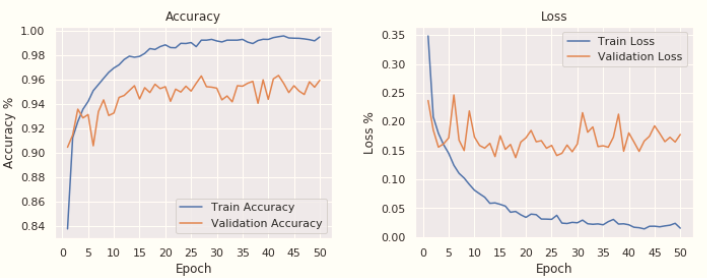 Accuracy
1.00
0.98
0.96
0.94
0.92
0.90
0.88
0.86
0.84
Accuracy %
Train Accuracy
Validation Accuracy
0 5 10 15 20 25 30 35 40 45 50
Epoch
Loss
0.35
0.30
0.25
0.20
0.15
0.10
0.05
0.00
Loss %
Train Loss
Validation Loss
0 5 10 15 20 25 30 35 40 45 50
Epoch